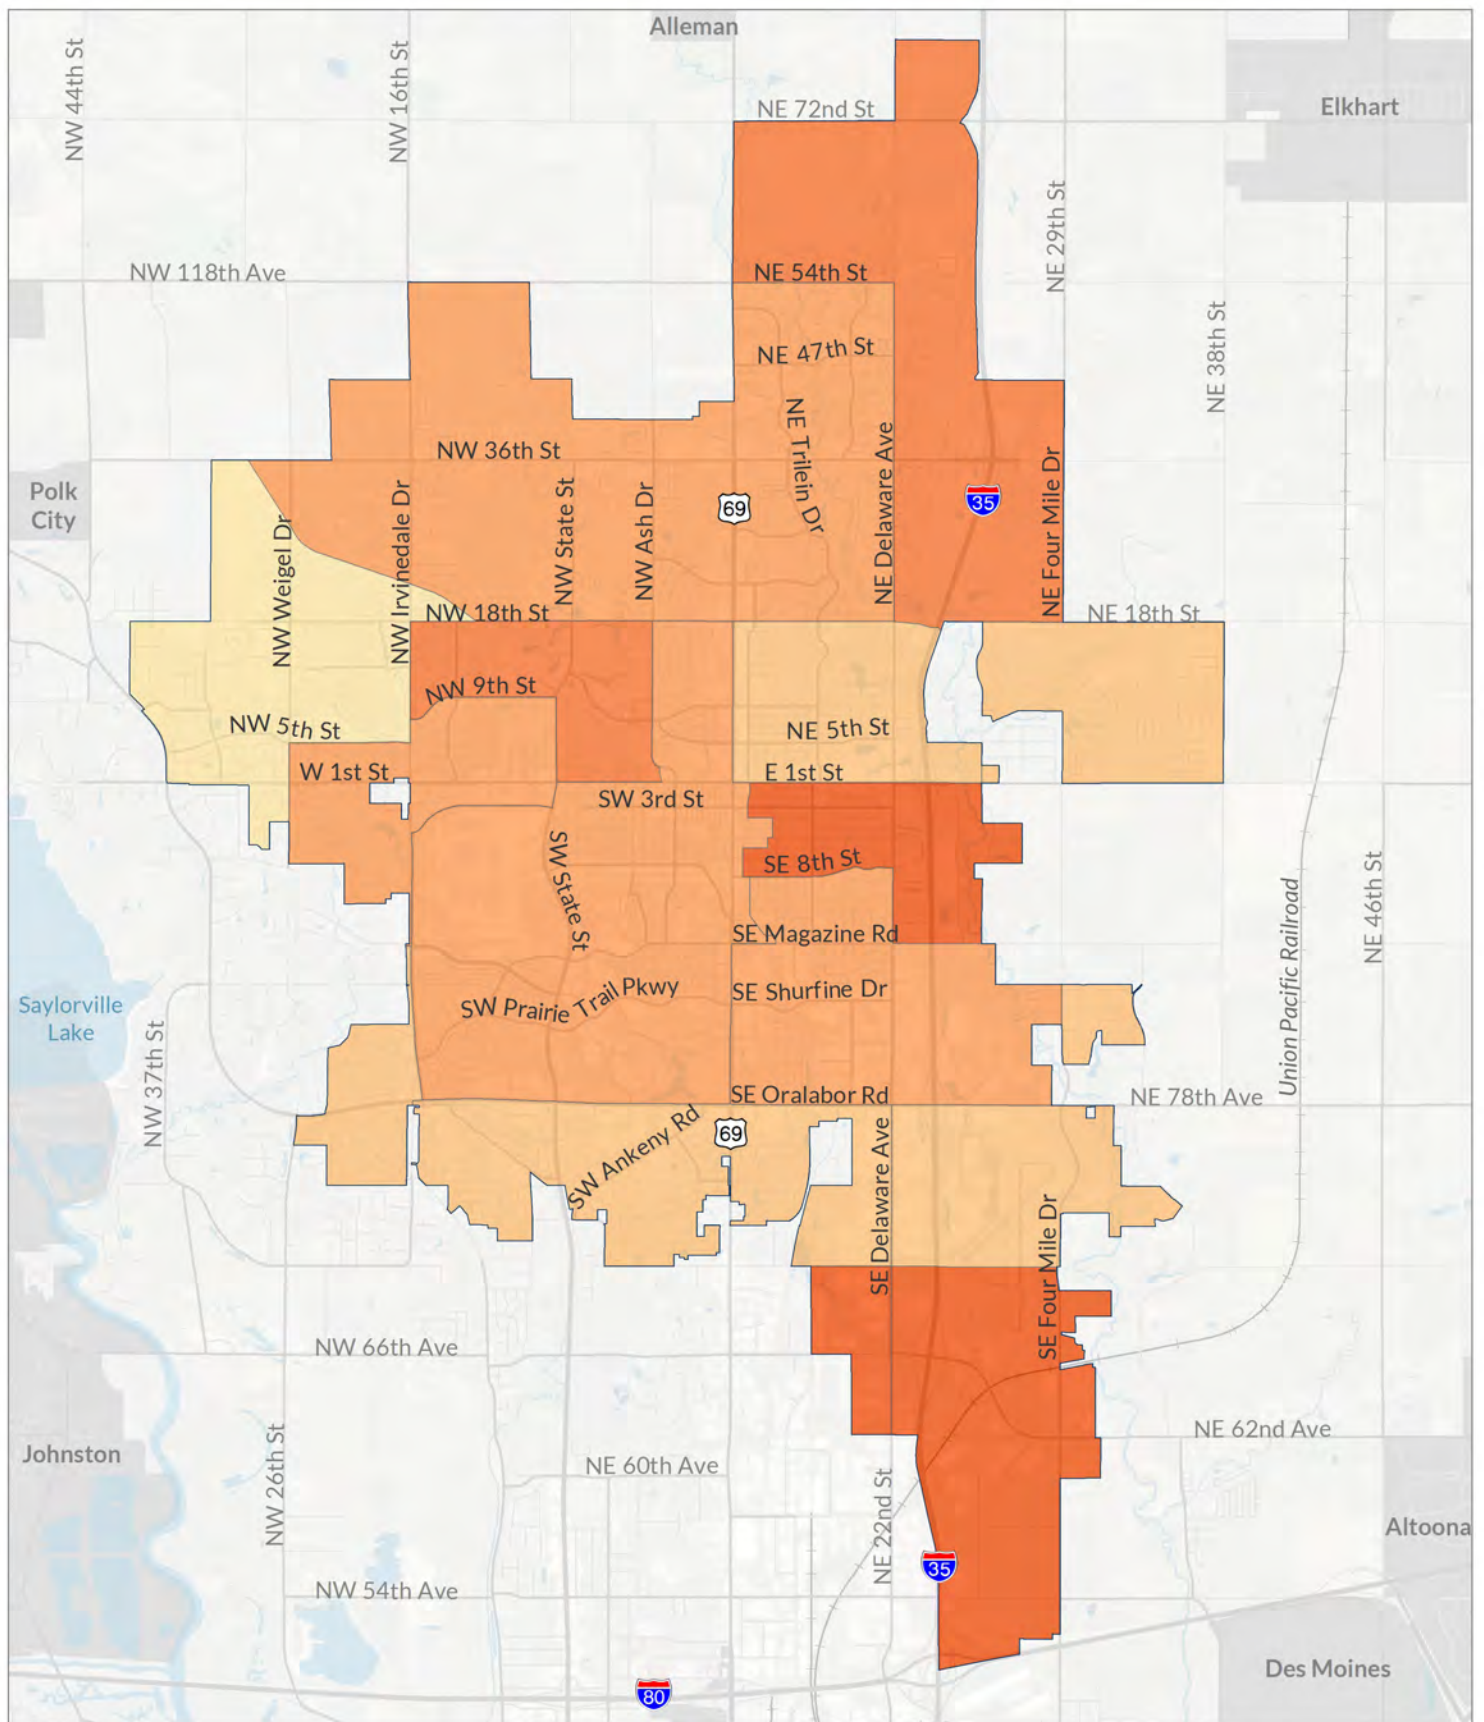 Alleman
NW 44th St
NW 16th St
NE 72nd St
Elkhart
NE 29th St
NW 118th Ave
NE 54th St
NE 38th St
NE 47th St
NE Trilein Dr
NE Delaware Ave
NW 36th St
NE Four Mile Dr
Polk
City
NW Weigel Dr
NW Irvinedale Dr
NW State St
NW Ash Dr
69
35
NW 18th St
NE 18th St
NW 9th St
NW 5th St
NE 5th St
W 1st St
E 1st St
SW 3rd St
SW State St
SE 8th St
SE Magazine Rd
Union Pacific Railroad
NE 46th St
Saylorville
Lake
SW Prairie Trail Pkwy
SE Shurfine Dr
NW 37th St
SE Oralabor Rd
NE 78th Ave
SW Ankeny Rd
69
SE Delaware Ave
SE Four Mile Dr
NW 66th Ave
Johnston
NW 26th St
NE 60th Ave
NE 22nd St
NE 62nd Ave
Altoona
35
NW 54th Ave
Des Moines
80